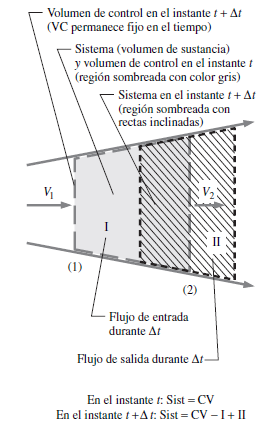 Volumen de control en el instante t + Δt
(VC permanece fijo en el tiempo)
Sistema (volumen de sustancia)
y volumen de control en el instante t
(región sombreada con color gris)
Sistema en el instante t + Δt
(región sombreada con
rectas inclinadas)
V₁
V₂
I
II
(1)
(2)
Flujo de entrada
durante Δt
Flujo de salida durante Δt
En el instante t: Sist = CV
En el instante t + Δt: Sist = CV – I + II